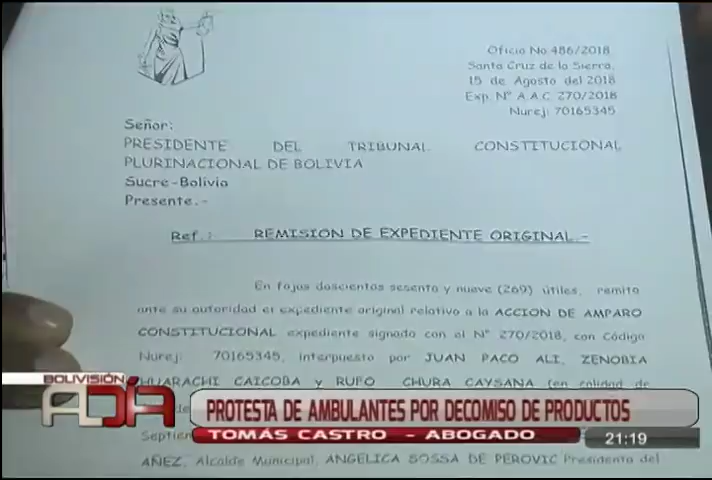 Oficio No 486/2018
Santa Cruz de la Sierra,
15 de Agosto del 2018
Exp. N° A.A.C. 270/2018
Nurej: 70165345
Señor:
PRESIDENTE DEL TRIBUNAL CONSTITUCIONAL
PLURINACIONAL DE BOLIVIA
Sucre-Bolivia
Presente.-
Ref.: REMISION DE EXPEDIENTE ORIGINAL.-
En fojas doscientos sesenta y nueve (269) útiles, remito
ante su autoridad el expediente original relativo a la ACCION DE AMPARO
CONSTITUCIONAL expediente signado con el N° 270/2018, con Código
Nurej: 70165345, interpuesto por JUAN PACO ALI, ZENOBIA
HUARACHI CAICOBA y RUFO CHURA CAYSANA (en calidad de
BOLIVISIÓN
AL DÍA
PROTESTA DE AMBULANTES POR DECOMISO DE PRODUCTOS
TOMÁS CASTRO - ABOGADO
21:19
Septiem
AÑEZ, Alcalde Municipal, ANGELICA SOSSA DE PEROVIC Presidenta del